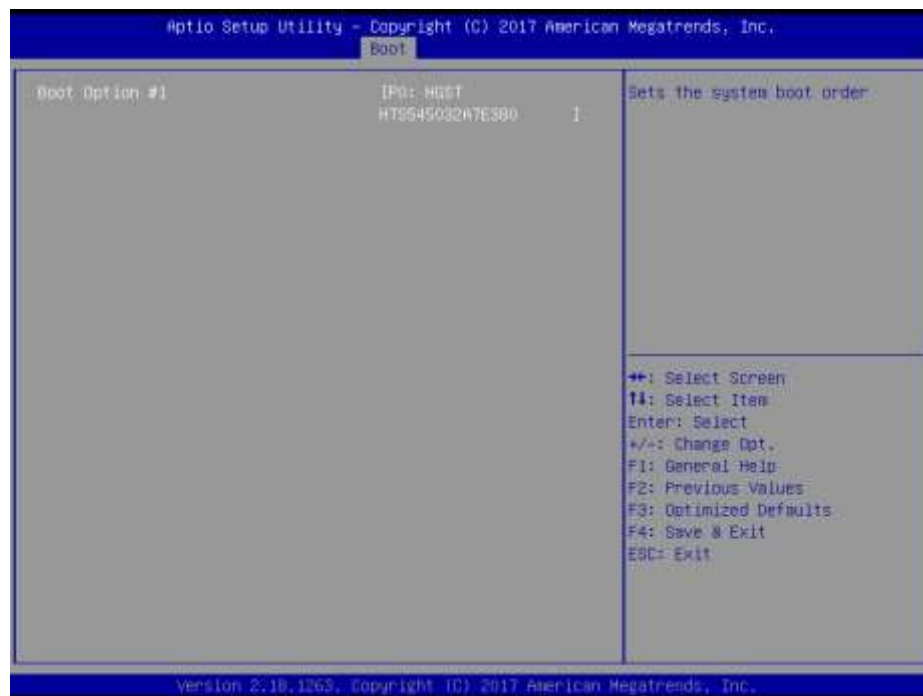 Aptio Setup Utility - Copyright (C) 2017 American Megatrends, Inc.
Boot
Boot Option #1
[P0: HGST
HTS545032A7E380 ]
Sets the system boot order
→←: Select Screen
↑↓: Select Item
Enter: Select
+/-: Change Opt.
F1: General Help
F2: Previous Values
F3: Optimized Defaults
F4: Save & Exit
ESC: Exit
Version 2.18.1263. Copyright (C) 2017 American Megatrends, Inc.